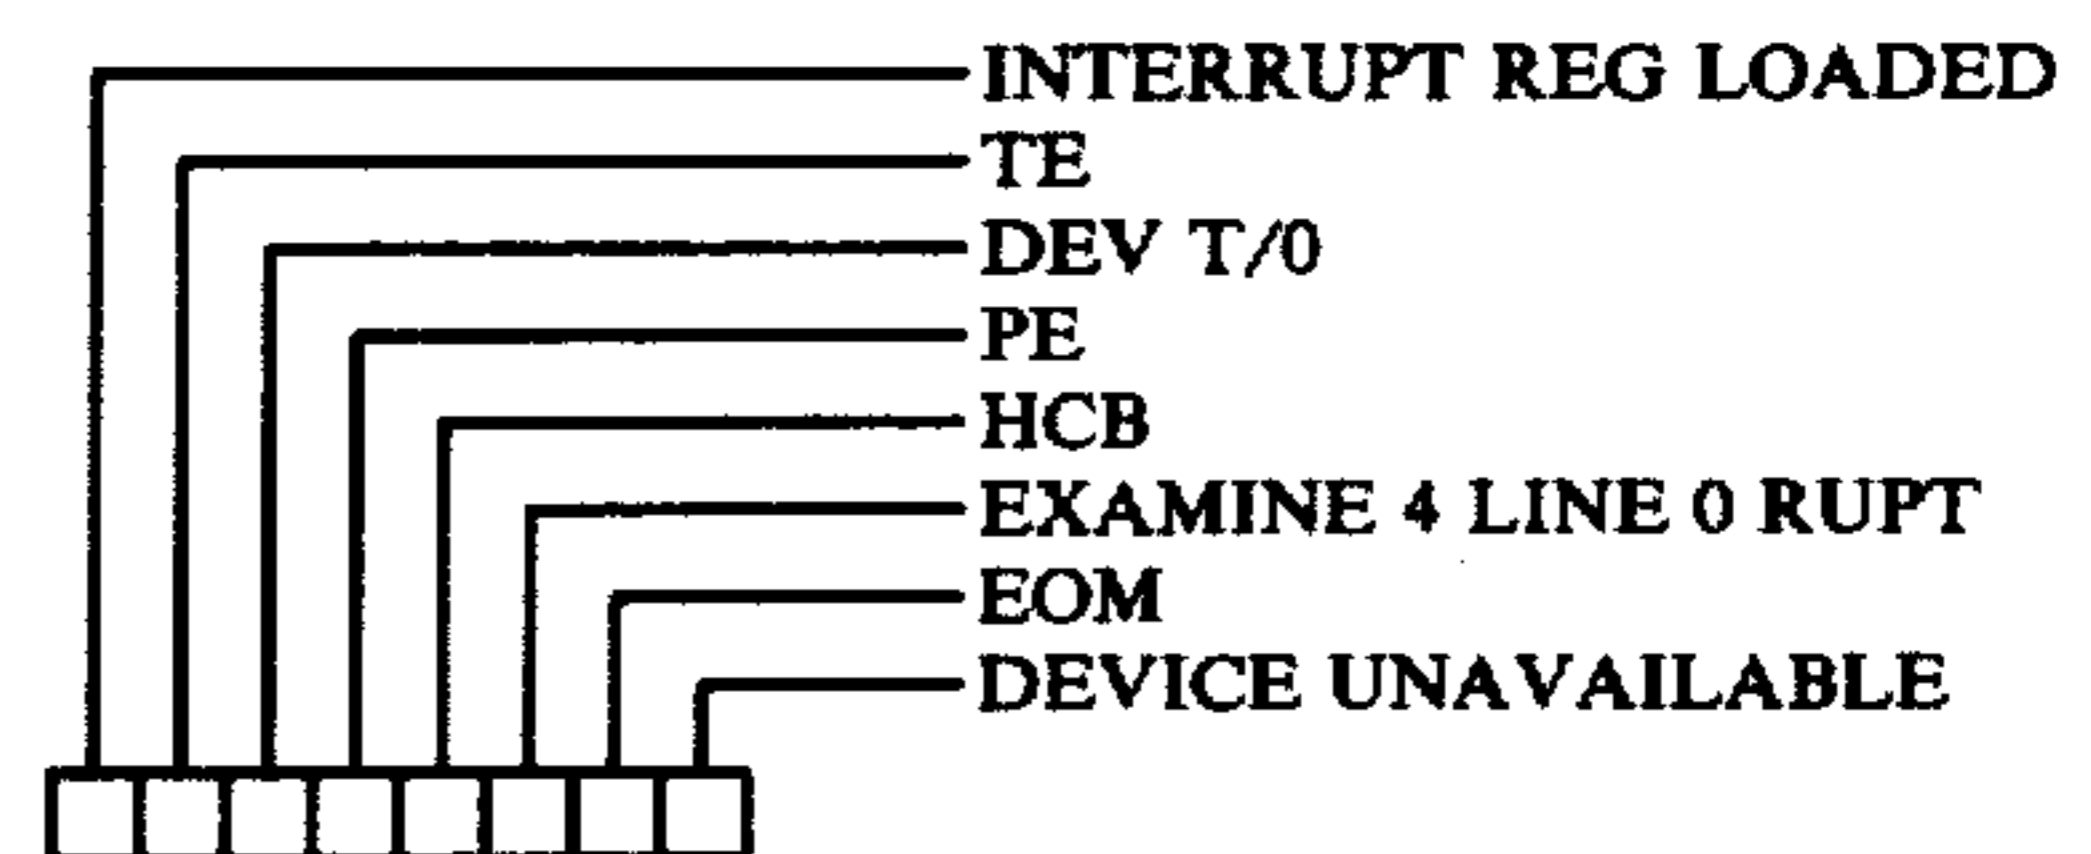 INTERRUPT REG LOADED
TE
DEV T/0
PE
HCB
EXAMINE 4 LINE 0 RUPT
EOM
DEVICE UNAVAILABLE